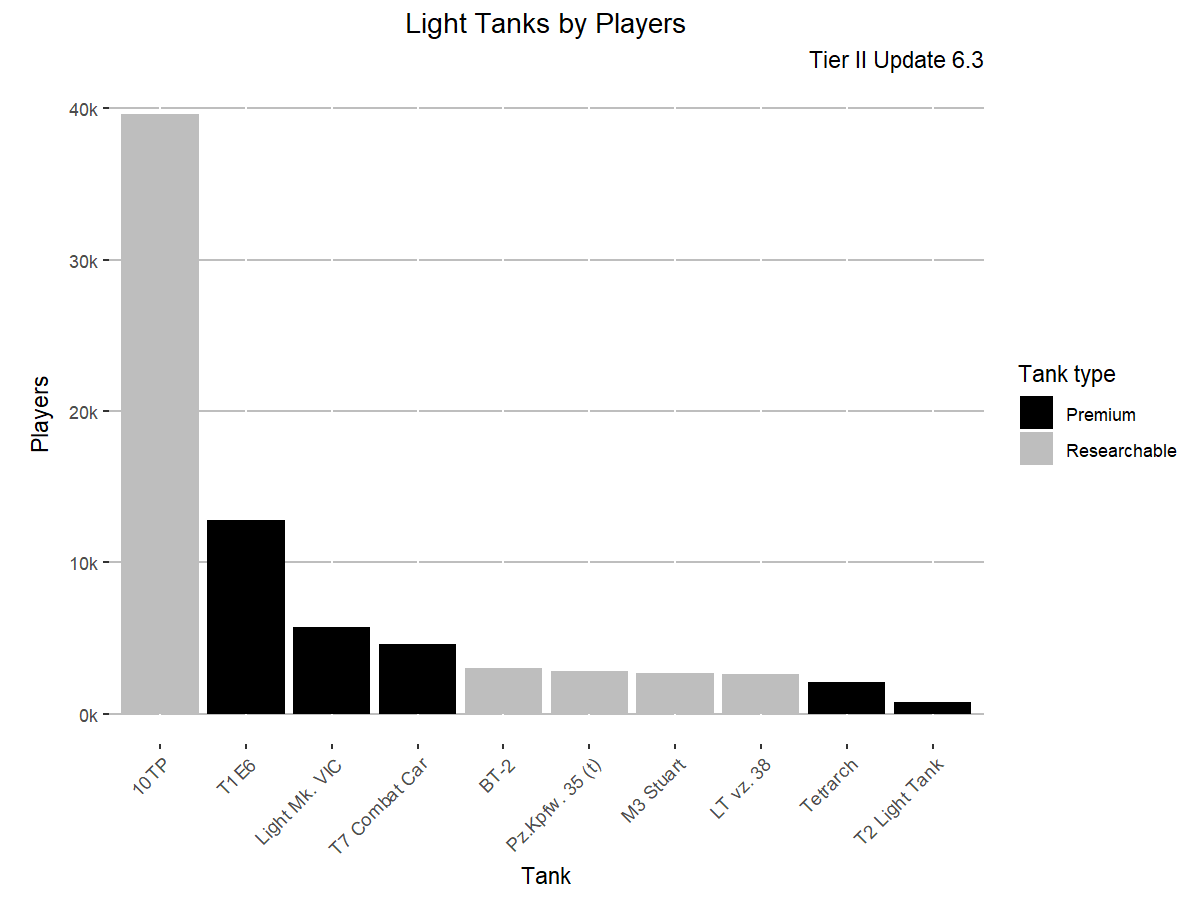 Light Tanks by Players
Tier II Update 6.3
40k
30k
20k
10k
0k
Players
10TP
T1E6
Light Mk. VIC
T7 Combat Car
BT-2
Pz.Kpfw. 35 (t)
M3 Stuart
LT vz. 38
Tetrarch
T2 Light Tank
Tank
Tank type
Premium
Researchable